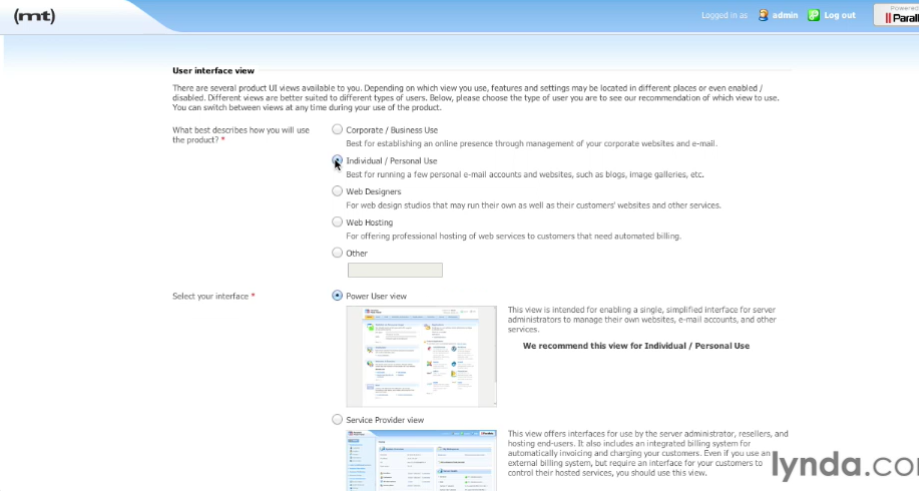 (mt)
Logged in as admin Log out
Powered
Parall
User interface view
There are several product UI views available to you. Depending on which view you use, features and settings may be located in different places or even enabled /
disabled. Different views are better suited to different types of users. Below, please choose the type of user you are to see our recommendation of which view to use.
You can switch between views at any time during your use of the product.
What best describes how you will use
the product? *
Corporate / Business Use
Best for establishing an online presence through management of your corporate websites and e-mail.
Individual / Personal Use
Best for running a few personal e-mail accounts and websites, such as blogs, image galleries, etc.
Web Designers
For web design studios that may run their own as well as their customers' websites and other services.
Web Hosting
For offering professional hosting of web services to customers that need automated billing.
Other
Select your interface *
Power User view
This view is intended for enabling a single, simplified interface for server
administrators to manage their own websites, e-mail accounts, and other
services.
We recommend this view for Individual / Personal Use
Service Provider view
This view offers interfaces for use by the server administrator, resellers, and
hosting end-users. It also includes an integrated billing system for
automatically invoicing and charging your customers. Even if you use an
external billing system, but require an interface for your customers to
control their hosted services, you should use this view.
lynda.co